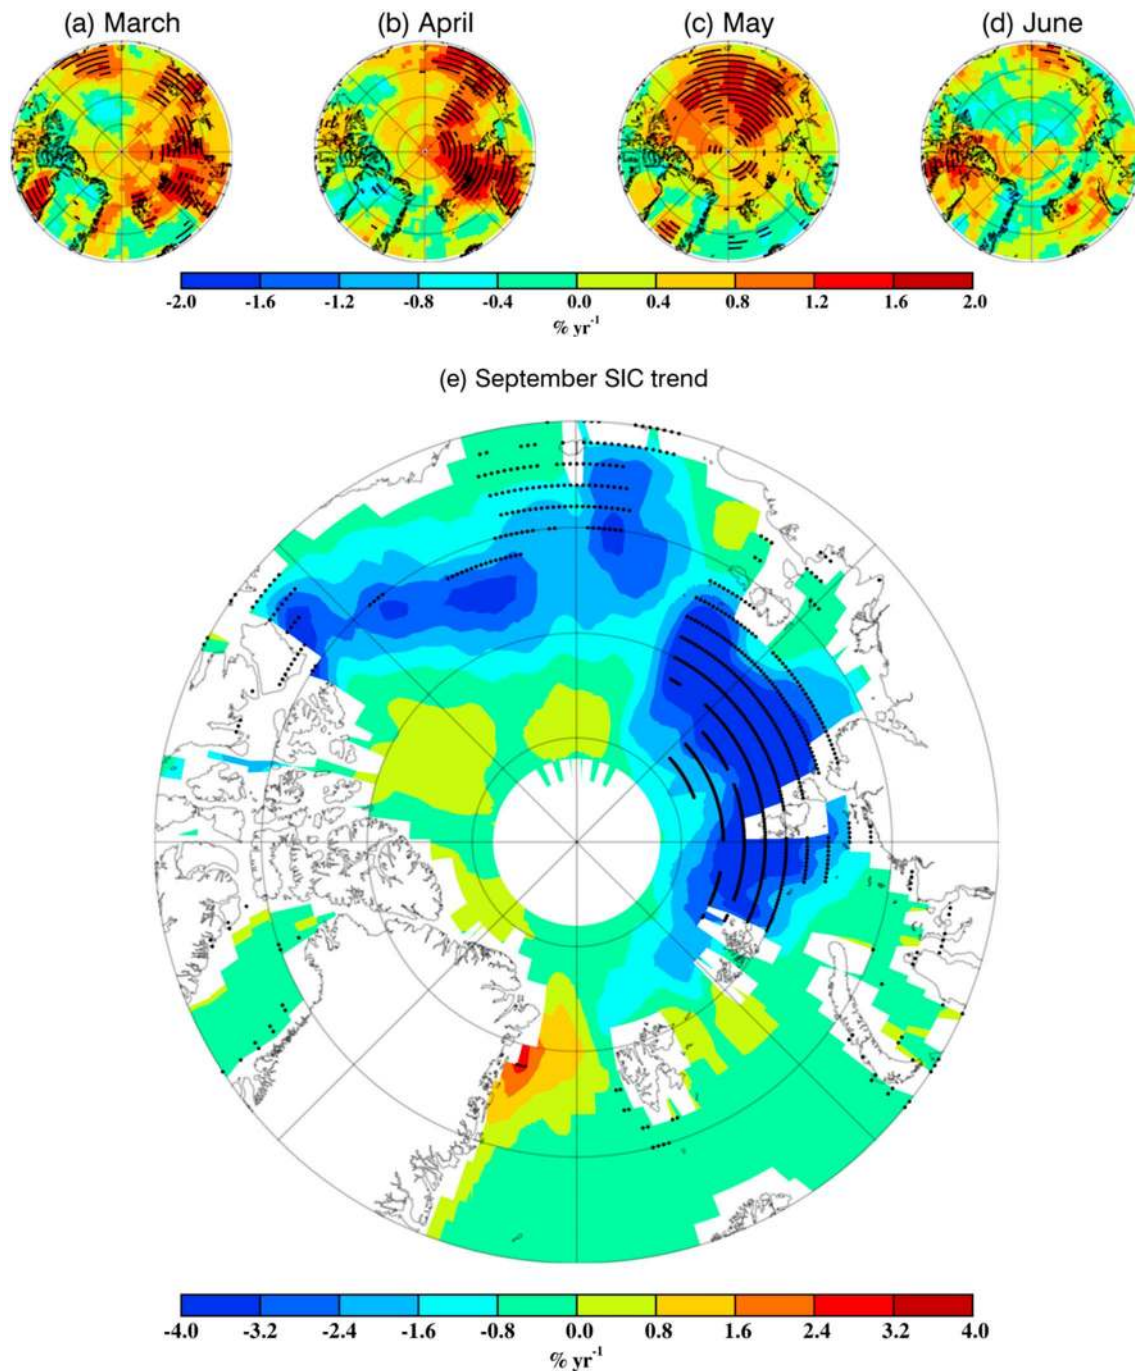 (a) March (b) April (c) May (d) June
-2.0 -1.6 -1.2 -0.8 -0.4 0.0 0.4 0.8 1.2 1.6 2.0
% yr⁻¹
(e) September SIC trend
-4.0 -3.2 -2.4 -1.6 -0.8 0.0 0.8 1.6 2.4 3.2 4.0
% yr⁻¹